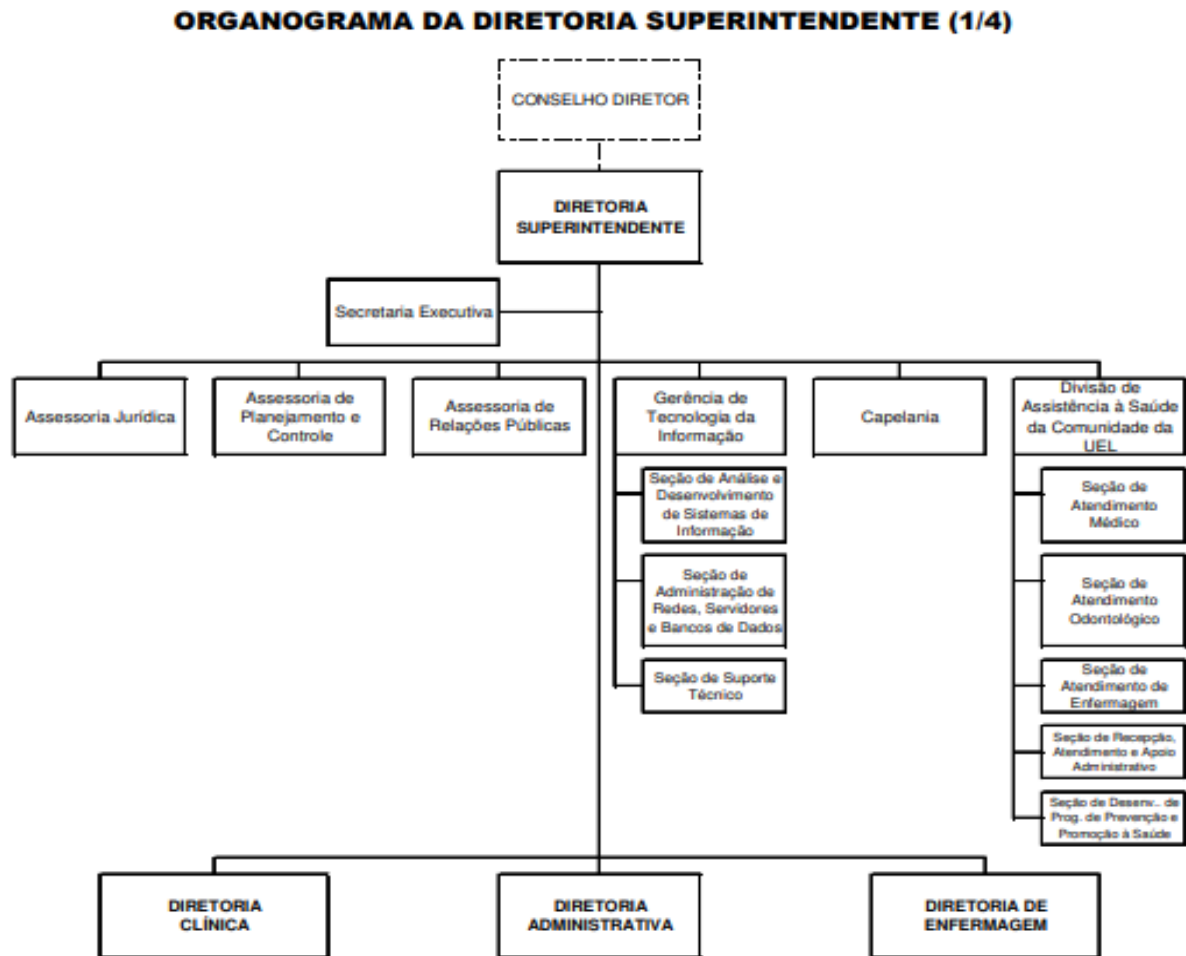 ORGANOGRAMA DA DIRETORIA SUPERINTENDENTE (1/4)
CONSELHO DIRETOR
DIRETORIA
SUPERINTENDENTE
Secretaria Executiva
Assessoria Jurídica
Assessoria de
Planejamento e
Controle
Assessoria de
Relações Públicas
Gerência de
Tecnologia da
Informação
Capelania
Divisão de
Assistência à Saúde
da Comunidade da
UEL
Seção de Análise e
Desenvolvimento
de Sistemas de
Informação
Seção de
Administração de
Redes, Servidores
e Bancos de Dados
Seção de Suporte
Técnico
Seção de
Atendimento
Médico
Seção de
Atendimento
Odontológico
Seção de
Atendimento de
Enfermagem
Seção de Recepção,
Atendimento e Apoio
Administrativo
Seção de Desenv.. de
Prog. de Prevenção e
Promoção à Saúde
DIRETORIA
CLÍNICA
DIRETORIA
ADMINISTRATIVA
DIRETORIA DE
ENFERMAGEM